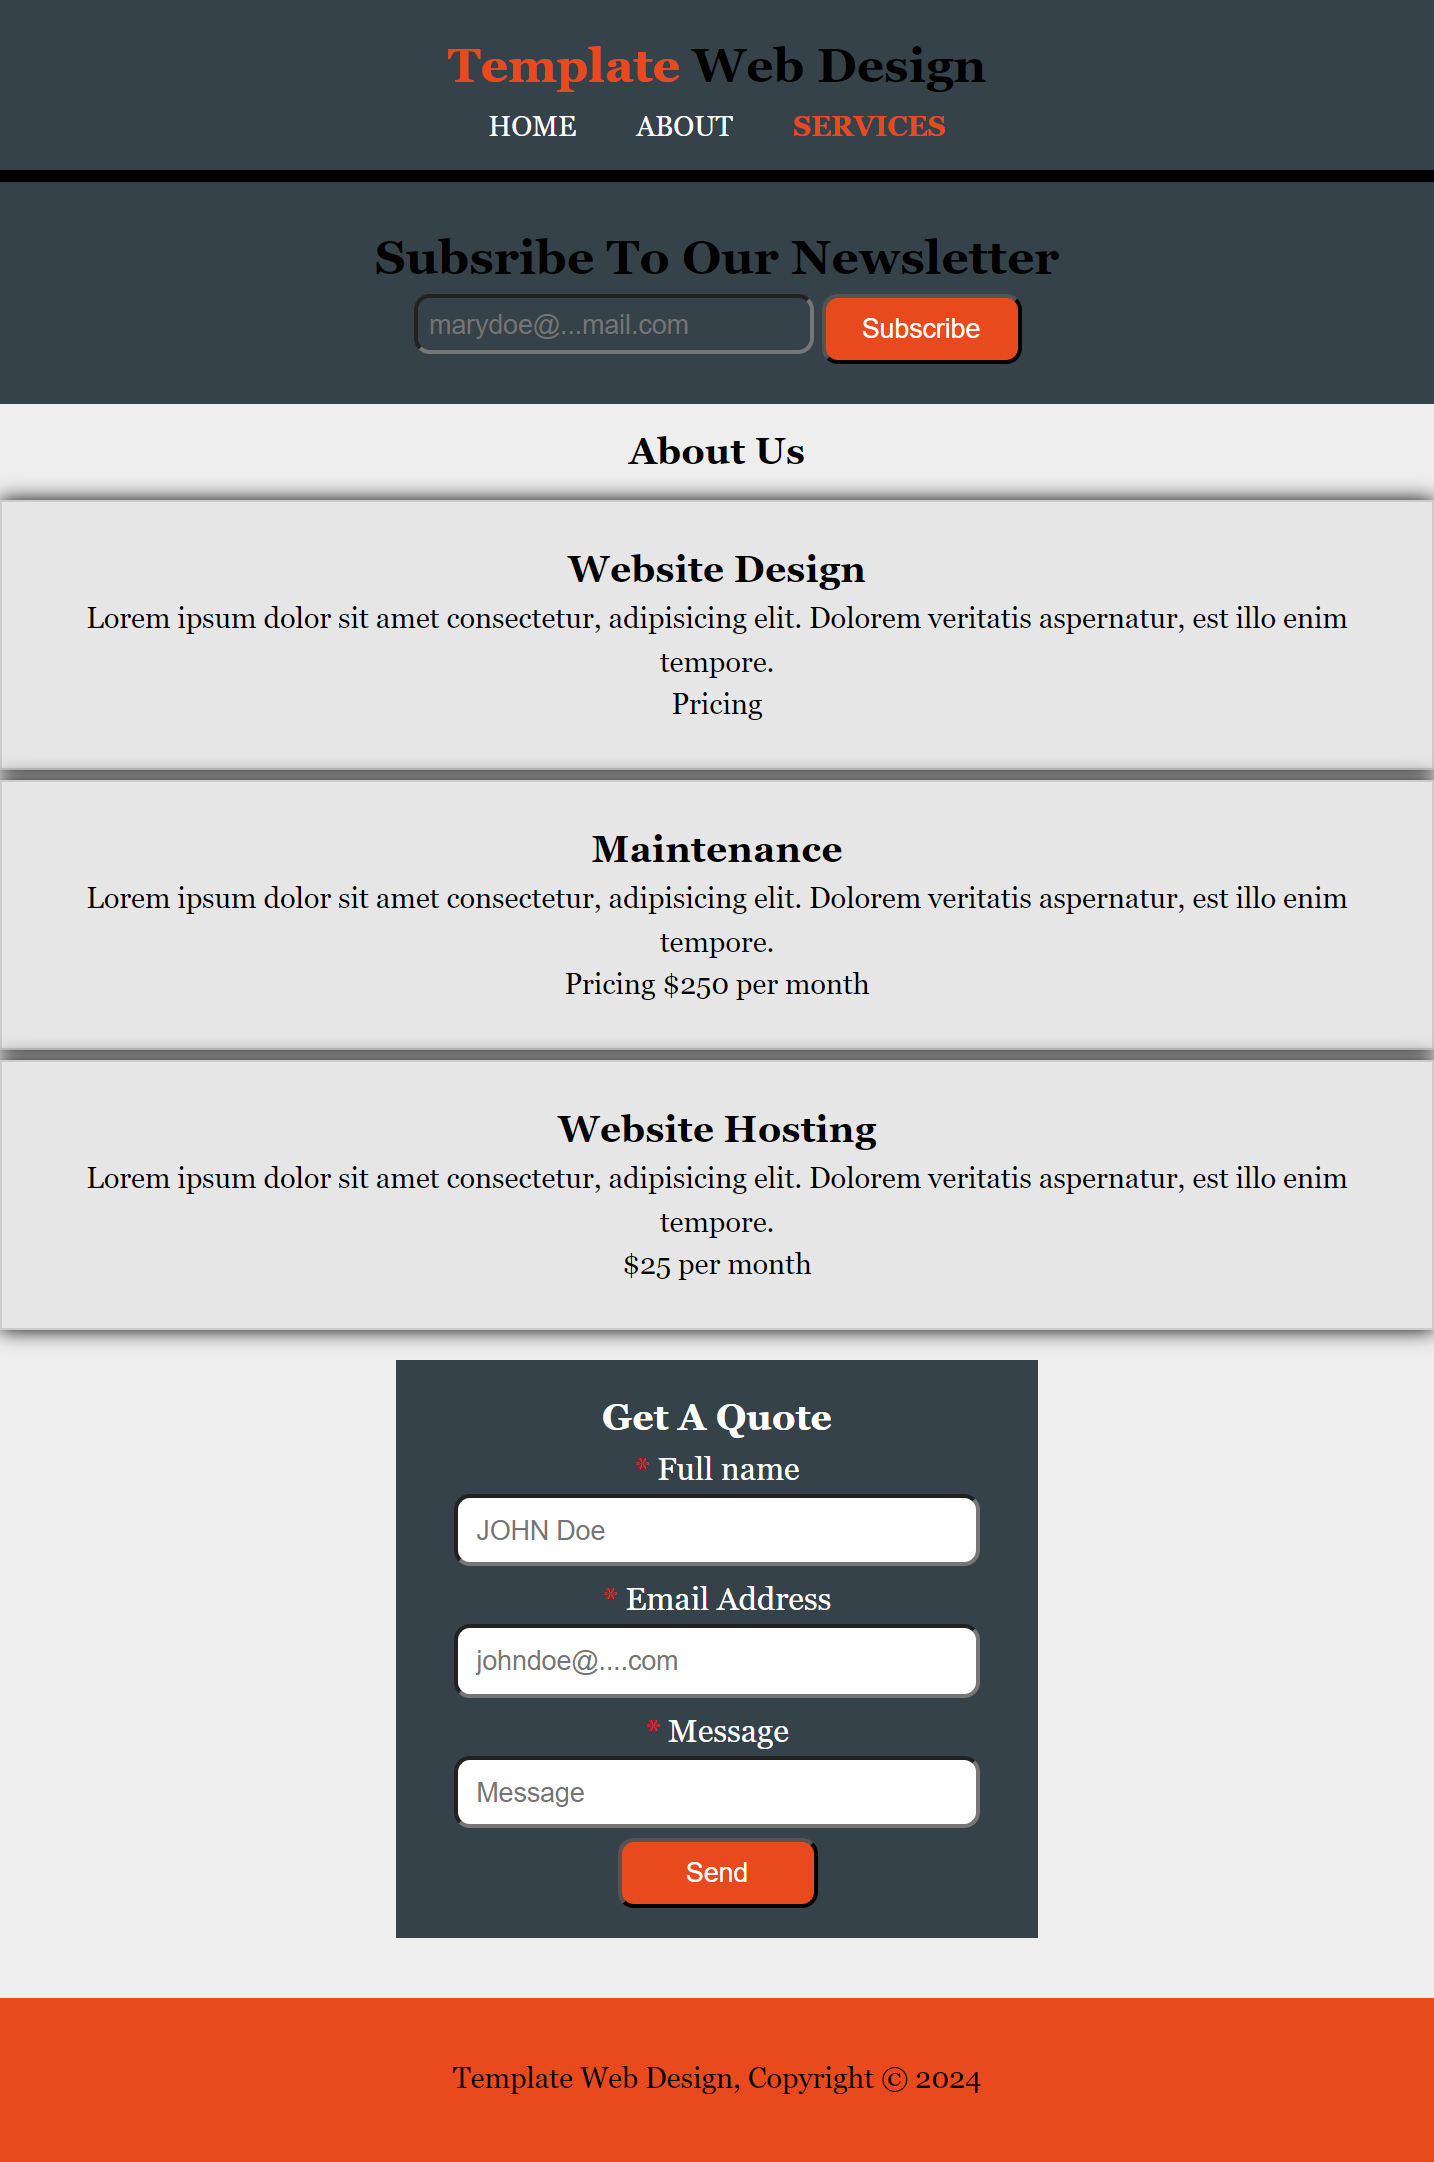 Template Web Design
HOME ABOUT SERVICES
Subsribe To Our Newsletter
marydoe@...mail.com Subscribe
About Us
Website Design
Lorem ipsum dolor sit amet consectetur, adipisicing elit. Dolorem veritatis aspernatur, est illo enim
tempore.
Pricing
Maintenance
Lorem ipsum dolor sit amet consectetur, adipisicing elit. Dolorem veritatis aspernatur, est illo enim
tempore.
Pricing $250 per month
Website Hosting
Lorem ipsum dolor sit amet consectetur, adipisicing elit. Dolorem veritatis aspernatur, est illo enim
tempore.
$25 per month
Get A Quote
* Full name
JOHN Doe
* Email Address
johndoe@....com
* Message
Message
Send
Template Web Design, Copyright © 2024